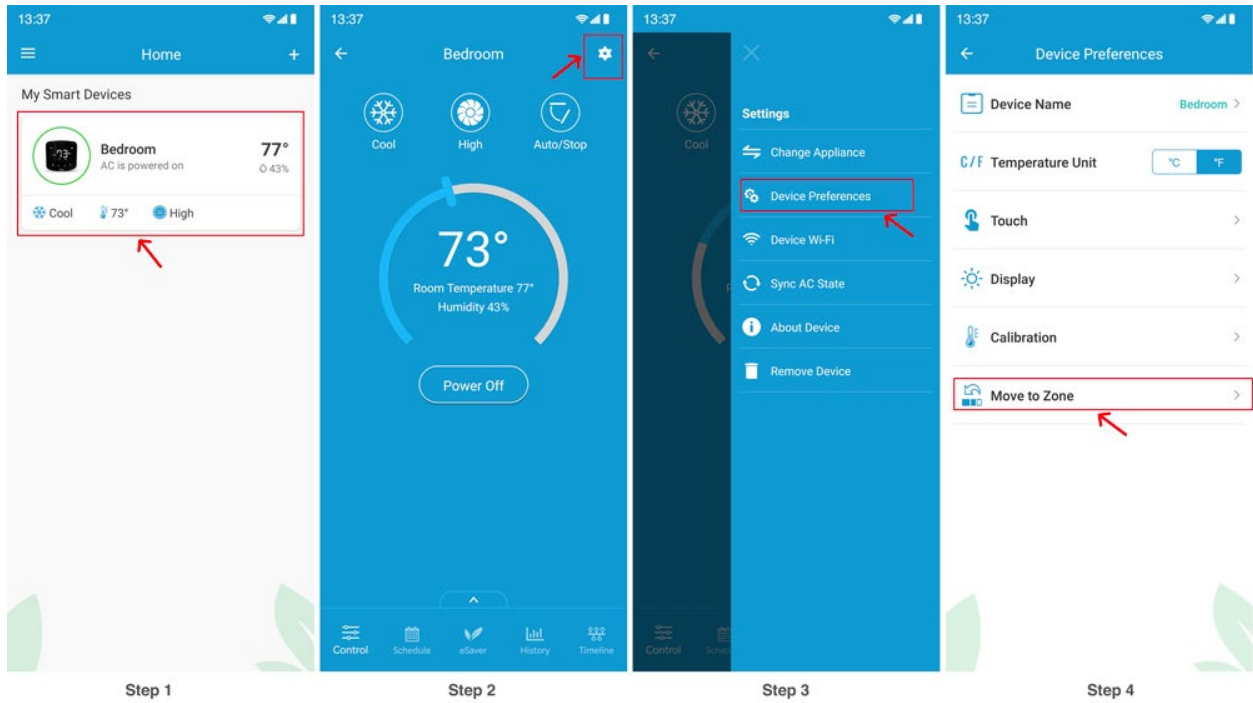 13:37
Home
My Smart Devices
Bedroom
AC is powered on
77°
43%
73°
Cool
73°
High
Step 1
13:37
Bedroom
Cool
High
Auto/Stop
73°
Room Temperature 77°
Humidity 43%
Power Off
Control
Schedule
eSaver
History
Timeline
Step 2
13:37
Cool
Settings
Change Appliance
Device Preferences
Device Wi-Fi
Sync AC State
About Device
Remove Device
Control
Sched
Step 3
13:37
Device Preferences
Device Name
Bedroom
C/F Temperature Unit
°C
°F
Touch
Display
Calibration
Move to Zone
Step 4